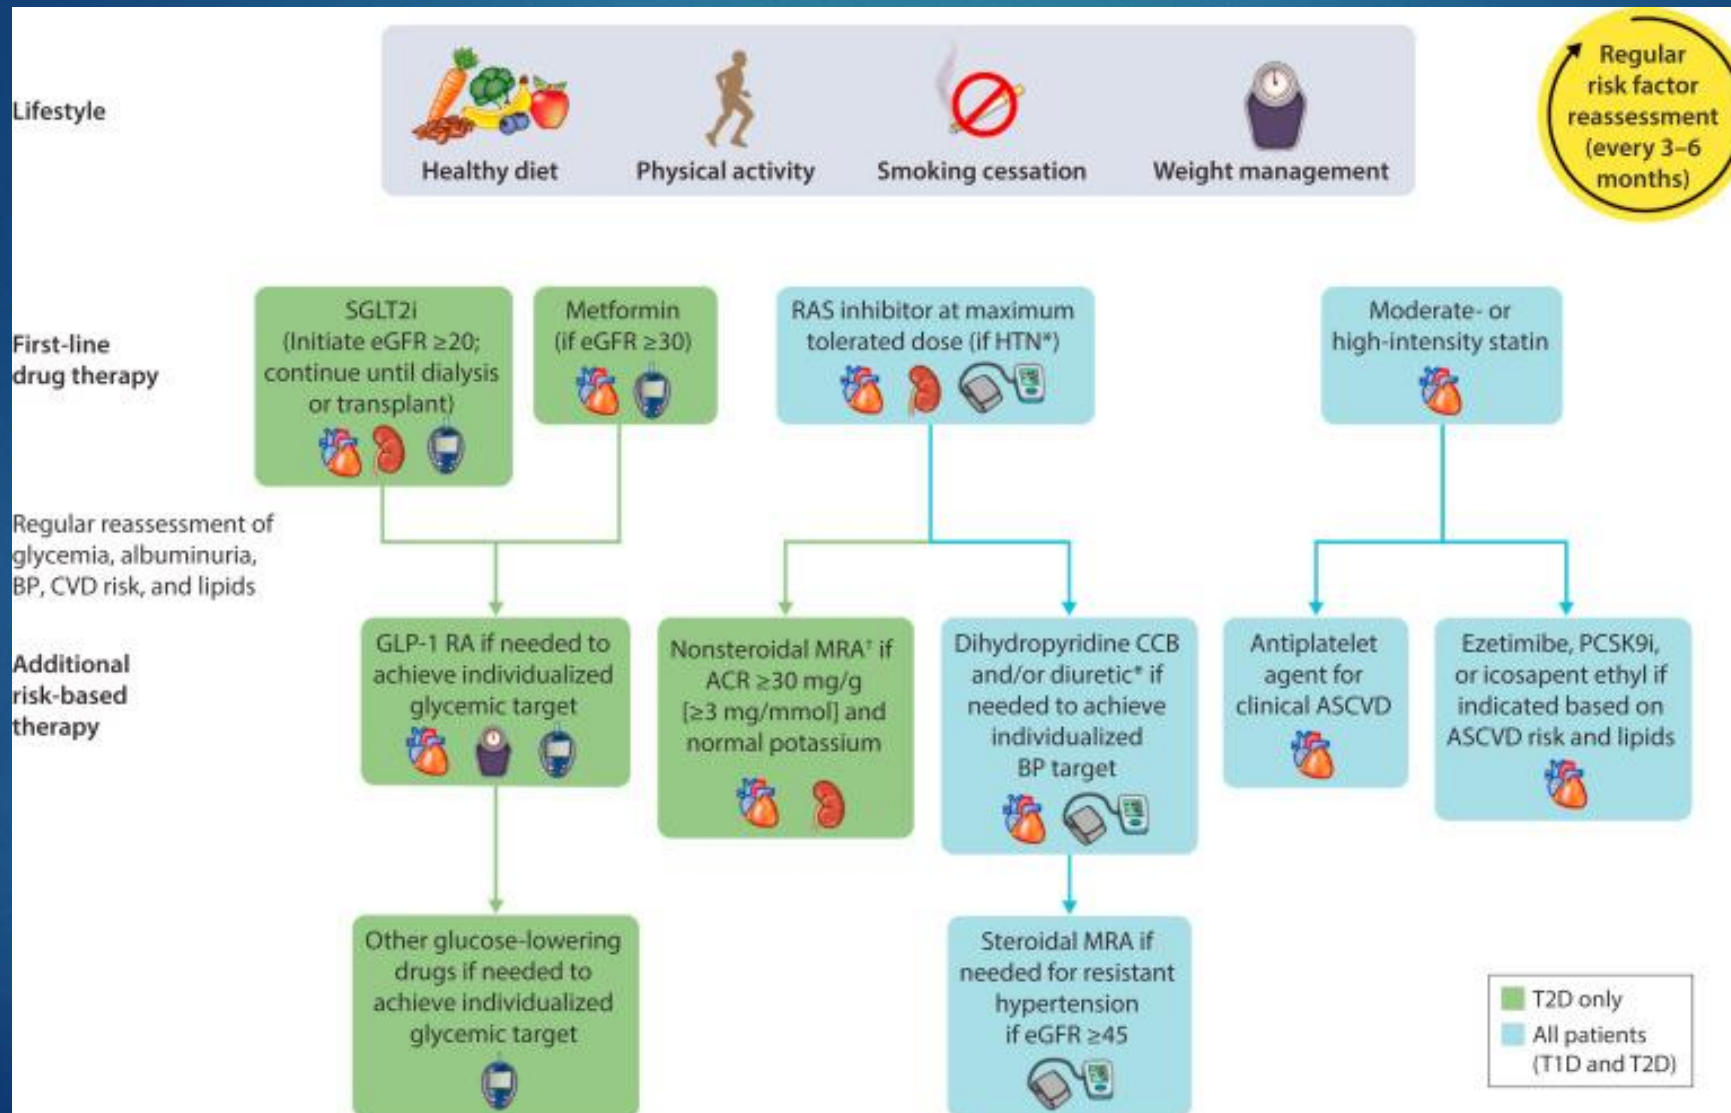 Lifestyle
Healthy diet
Physical activity
Smoking cessation
Weight management
Regular
risk factor
reassessment
(every 3–6
months)
First-line
drug therapy
SGLT2i
(Initiate eGFR ≥20;
continue until dialysis
or transplant)
Metformin
(if eGFR ≥30)
RAS inhibitor at maximum
tolerated dose (if HTN*)
Moderate- or
high-intensity statin
Regular reassessment of
glycemia, albuminuria,
BP, CVD risk, and lipids
Additional
risk-based
therapy
GLP-1 RA if needed to
achieve individualized
glycemic target
Nonsteroidal MRA† if
ACR ≥30 mg/g
[≥3 mg/mmol] and
normal potassium
Dihydropyridine CCB
and/or diuretic* if
needed to achieve
individualized
BP target
Antiplatelet
agent for
clinical ASCVD
Ezetimibe, PCSK9i,
or icosapent ethyl if
indicated based on
ASCVD risk and lipids
Other glucose-lowering
drugs if needed to
achieve individualized
glycemic target
Steroidal MRA if
needed for resistant
hypertension
if eGFR ≥45
T2D only
All patients
(T1D and T2D)